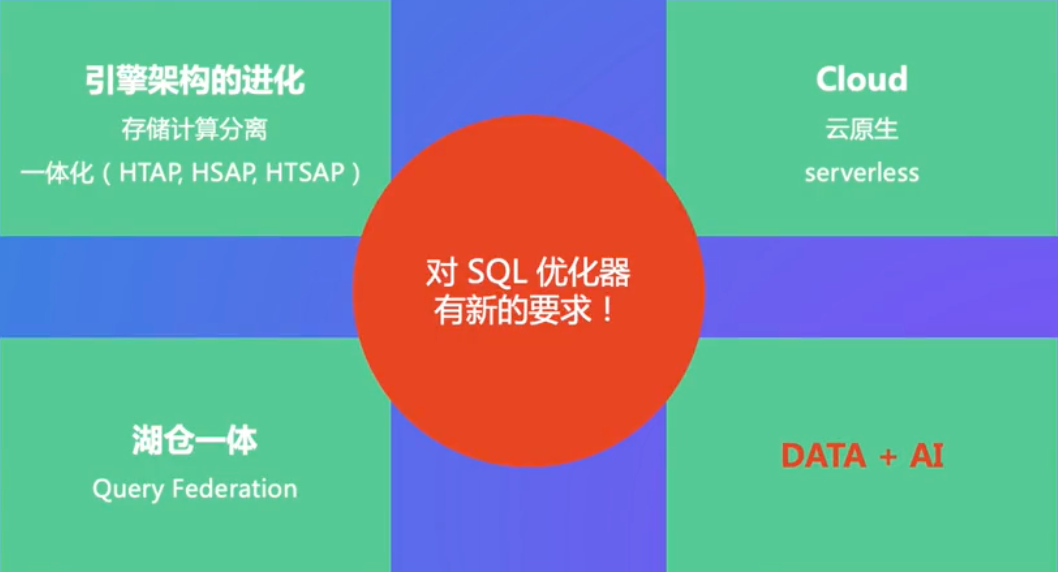 引擎架构的进化
存储计算分离
一体化（HTAP, HSAP, HTSAP）
Cloud
云原生
serverless
对 SQL 优化器
有新的要求！
湖仓一体
Query Federation
DATA + AI